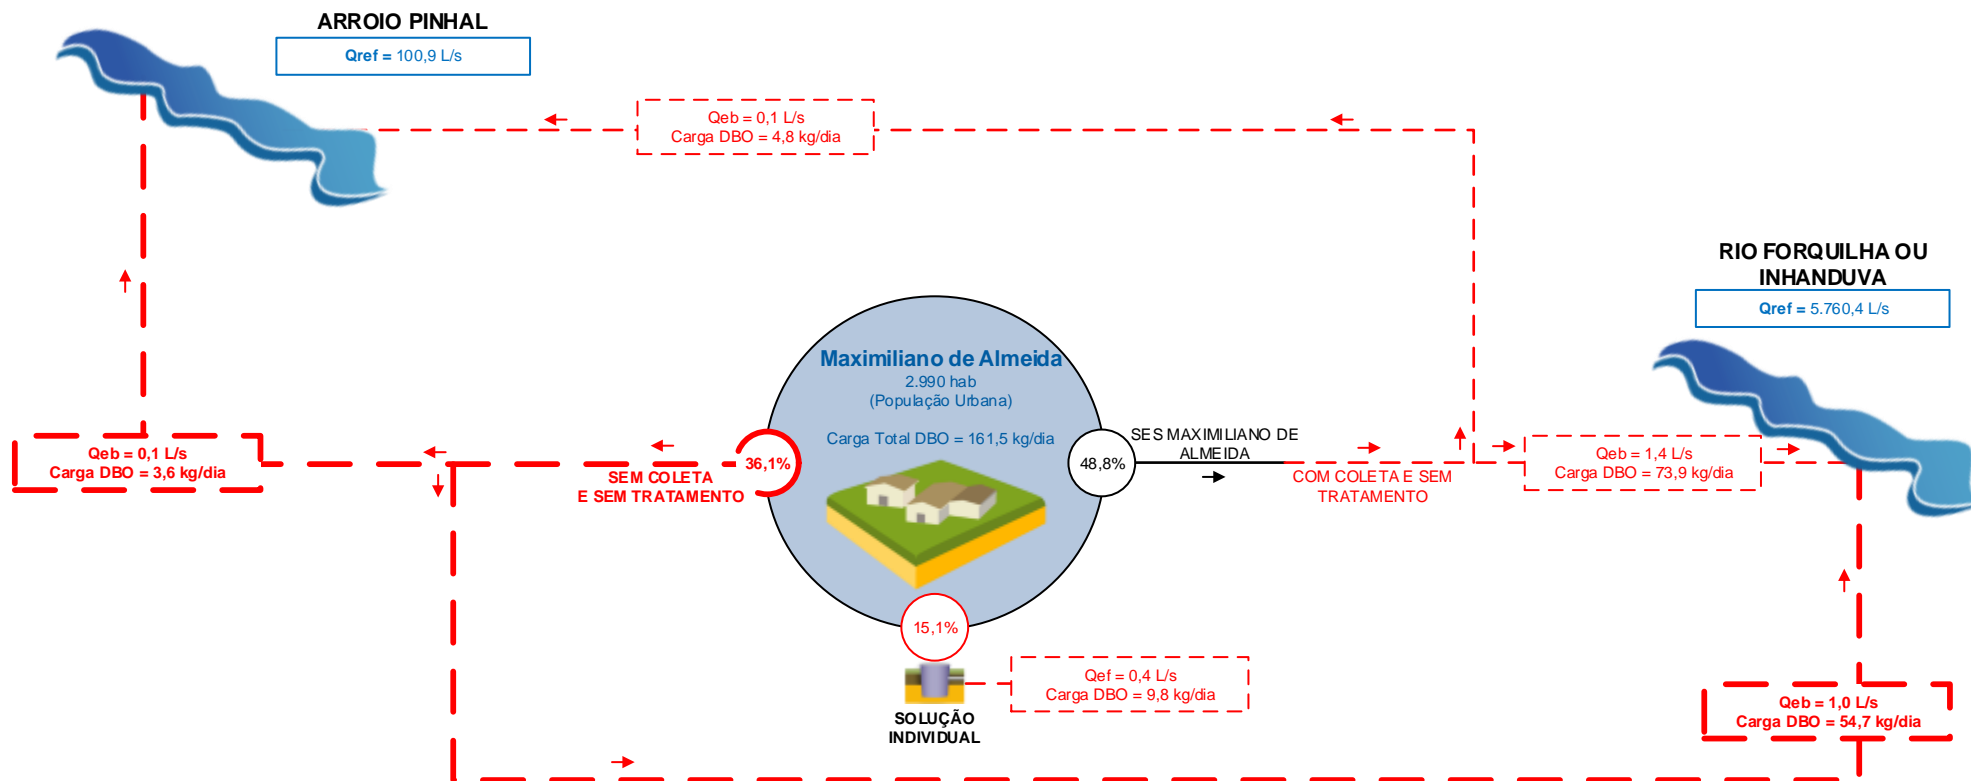 ARROIO PINHAL
Qref = 100,9 L/s
Qeb = 0,1 L/s
Carga DBO = 4,8 kg/dia
RIO FORQUILHA OU
INHANDUVA
Qref = 5.760,4 L/s
Maximiliano de Almeida
2.990 hab
(População Urbana)
Carga Total DBO = 161,5 kg/dia
Qeb = 0,1 L/s
Carga DBO = 3,6 kg/dia
36,1%
SEM COLETA
E SEM TRATAMENTO
48,8%
SES MAXIMILIANO DE
ALMEIDA
COM COLETA E SEM
TRATAMENTO
Qeb = 1,4 L/s
Carga DBO = 73,9 kg/dia
15,1%
Qef = 0,4 L/s
Carga DBO = 9,8 kg/dia
SOLUÇÃO
INDIVIDUAL
Qeb = 1,0 L/s
Carga DBO = 54,7 kg/dia